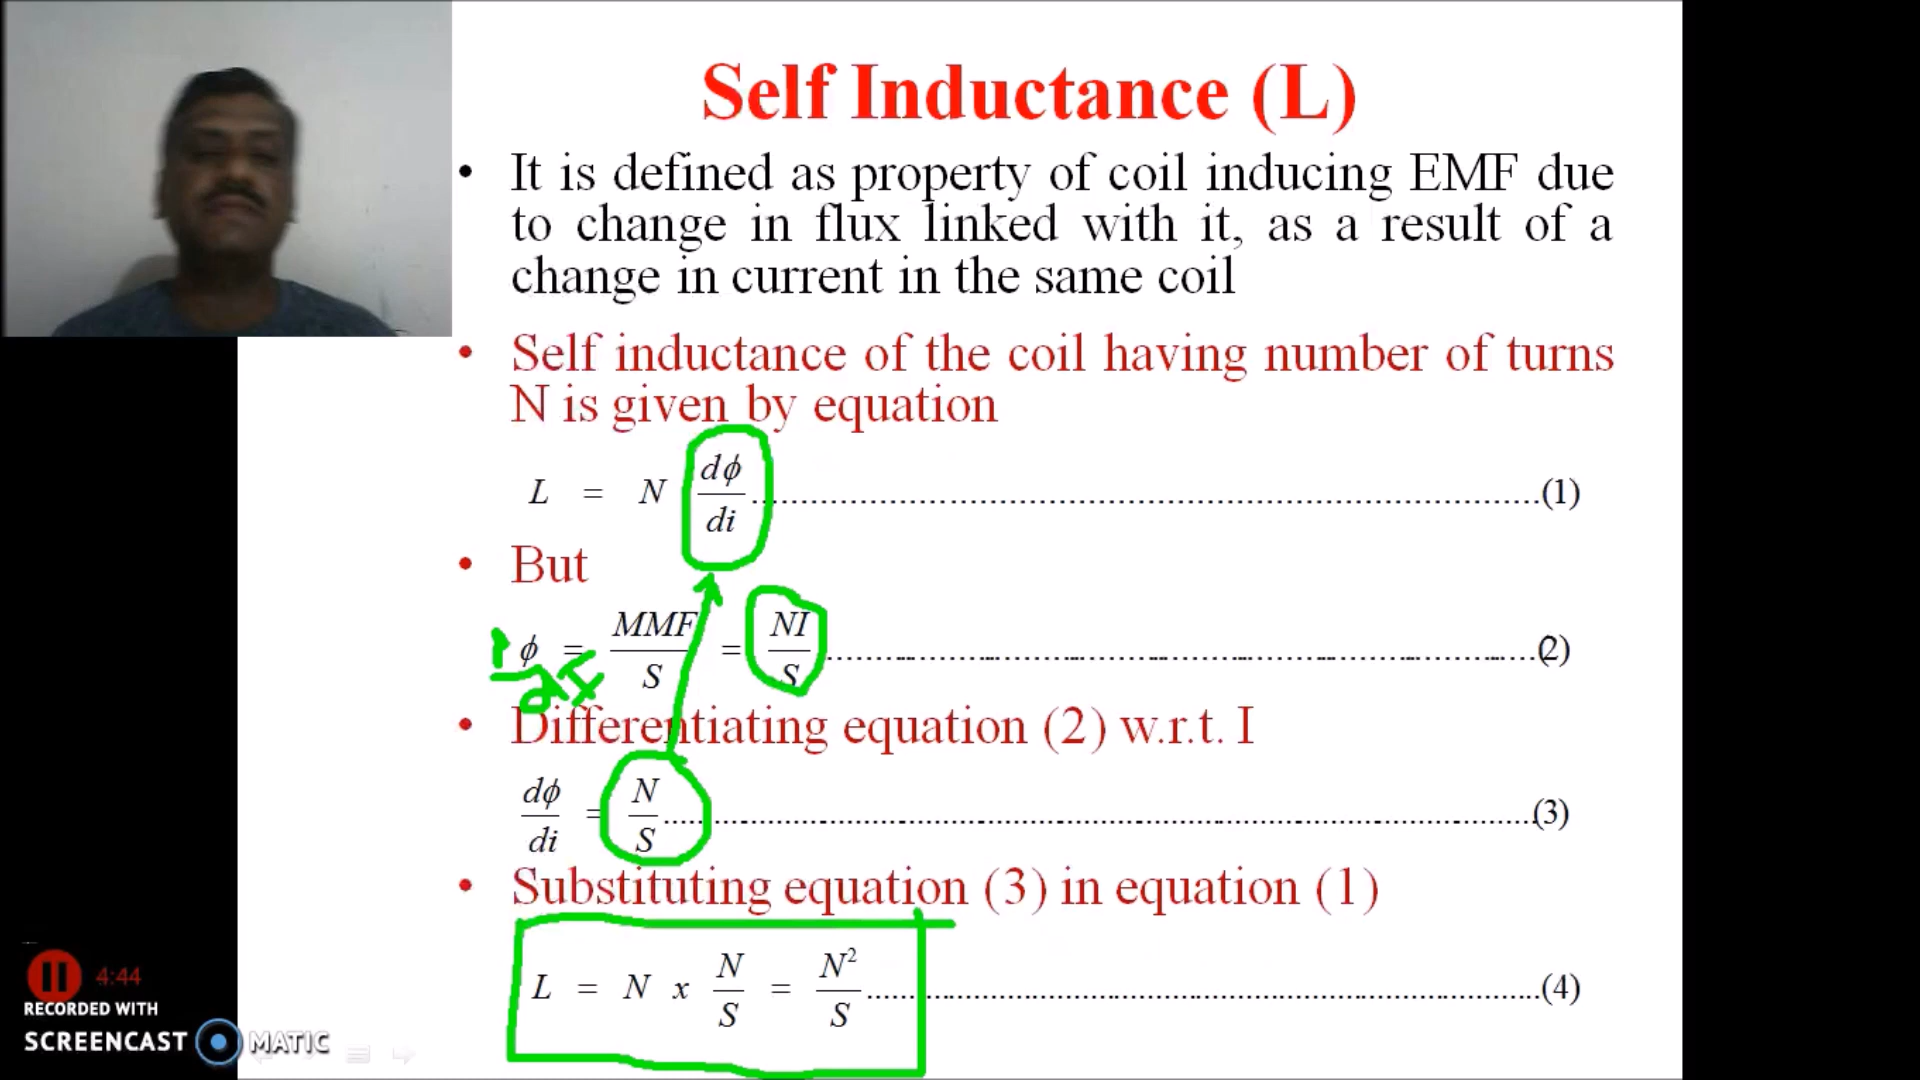 Self Inductance (L)
• It is defined as property of coil inducing EMF due
to change in flux linked with it, as a result of a
change in current in the same coil
• Self inductance of the coil having number of turns
N is given by equation
L = N dϕ/di ....................(1)
• But
ϕ = MMF/S = NI/S ....................(2)
dI
• Differentiating equation (2) w.r.t. I
dϕ/di = N/S ....................(3)
• Substituting equation (3) in equation (1)
L = N x N/S = N²/S ....................(4)
4:44
RECORDED WITH
SCREENCAST MATIC